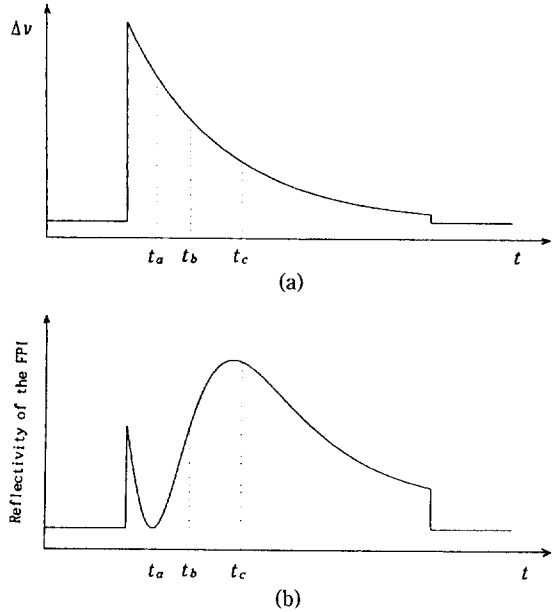 Δν
t_a t_b t_c t
(a)
Reflectivity of the FPI
t_a t_b t_c t
(b)